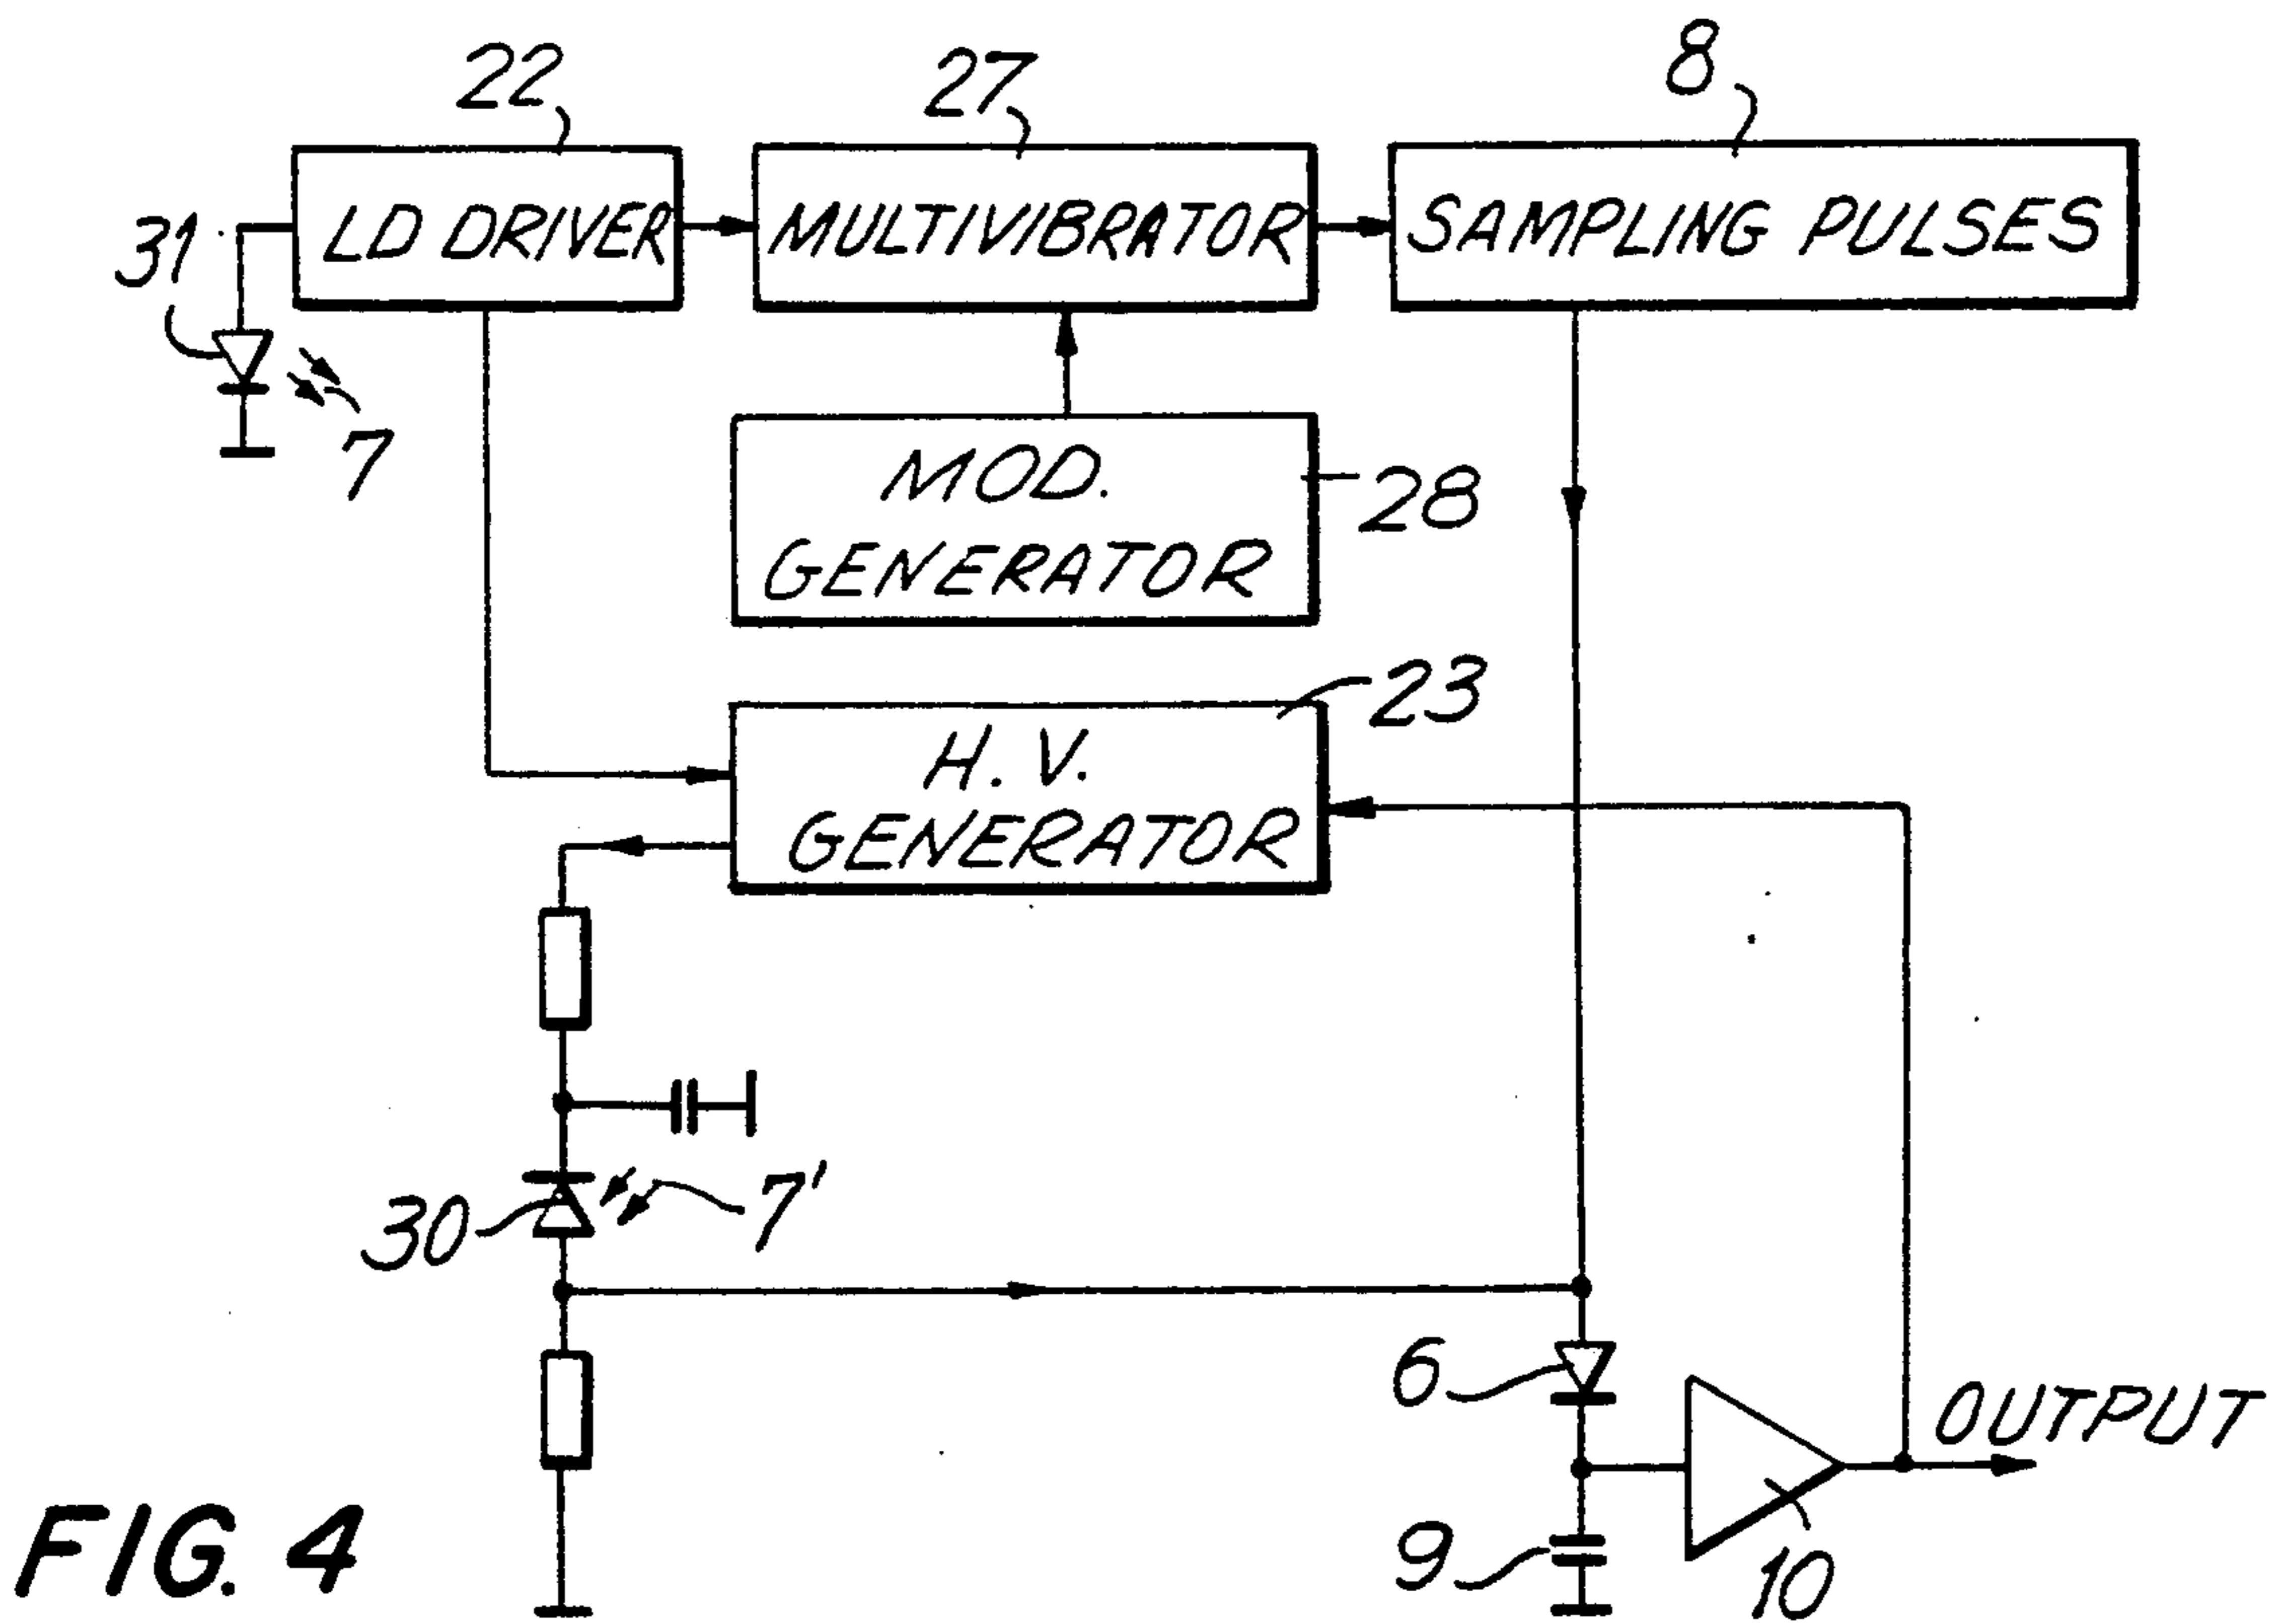 22
27
8
31
LD DRIVER
MULTIVIBRATOR
SAMPLING PULSES
7
MOD.
GENERATOR
28
23
H. V.
GENERATOR
30
7'
6
OUTPUT
9
10
FIG. 4